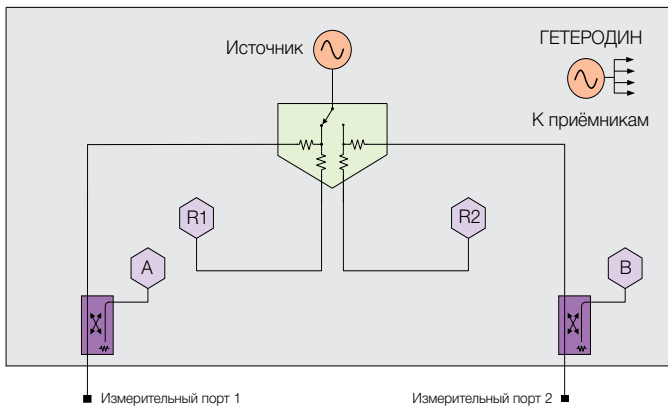 Источник
ГЕТЕРОДИН
К приёмникам
R1
R2
A
B
Измерительный порт 1
Измерительный порт 2